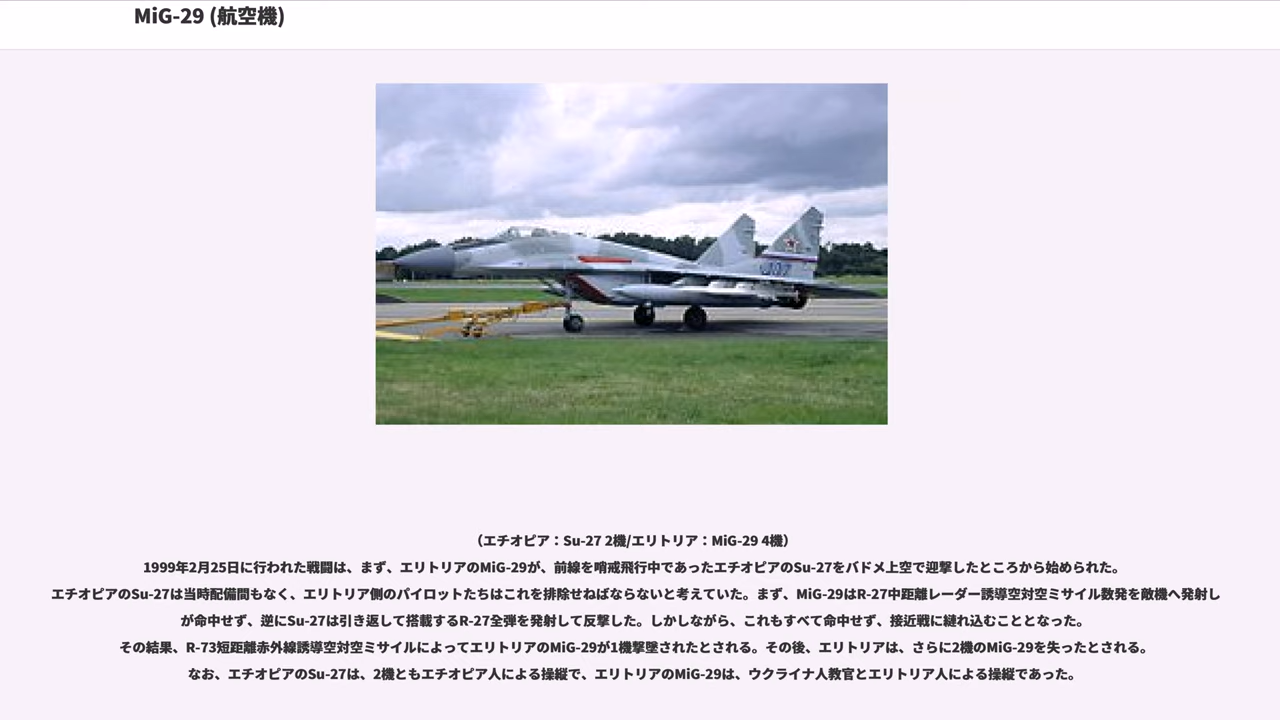 MiG-29 (航空機)
337
（エチオピア：Su-27 2機/エリトリア：MiG-29 4機）
1999年2月25日に行われた戦闘は、まず、エリトリアのMiG-29が、前線を哨戒飛行中であったエチオピアのSu-27をバドメ上空で迎撃したところから始められた。
エチオピアのSu-27は当時配備間もなく、エリトリア側のパイロットたちはこれを排除せねばならないと考えていた。まず、MiG-29はR-27中距離レーダー誘導空対空ミサイル数発を敵機へ発射し
が命中せず、逆にSu-27は引き返して搭載するR-27全弾を発射して反撃した。しかしながら、これもすべて命中せず、接近戦に縺れ込むこととなった。
その結果、R-73短距離赤外線誘導空対空ミサイルによってエリトリアのMiG-29が1機撃墜されたとされる。その後、エリトリアは、さらに2機のMiG-29を失ったとされる。
なお、エチオピアのSu-27は、2機ともエチオピア人による操縦で、エリトリアのMiG-29は、ウクライナ人教官とエリトリア人による操縦であった。